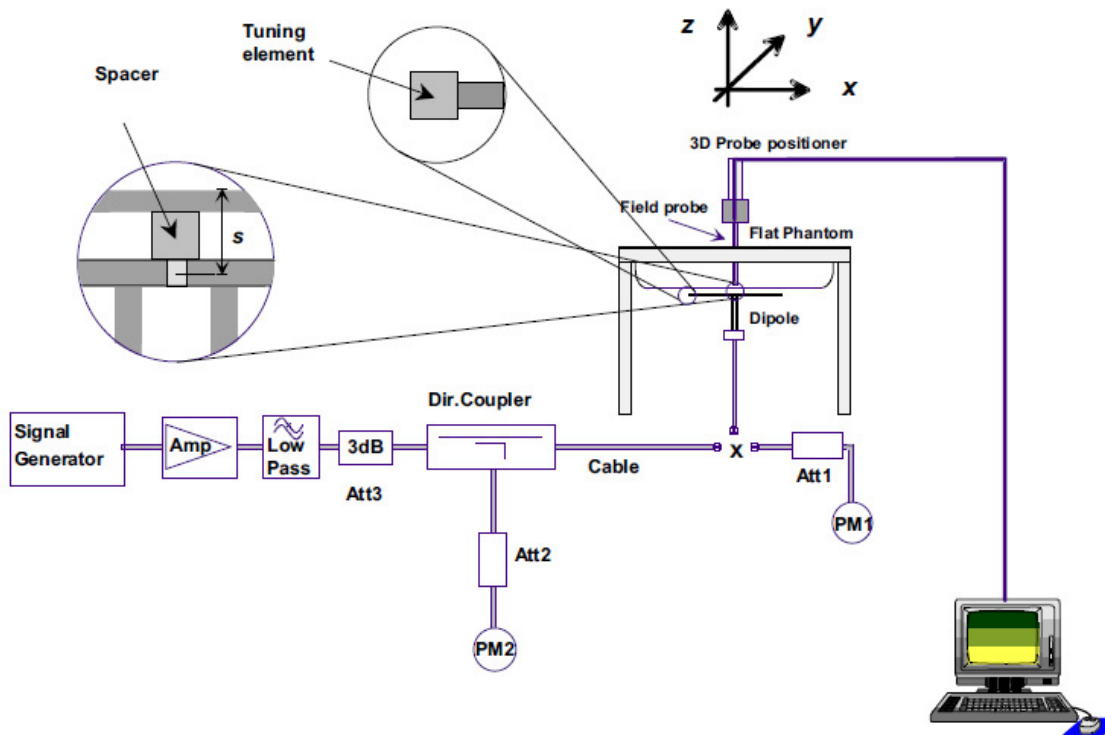 Tuning
element
Spacer
s
z
y
x
3D Probe positioner
Field probe
Flat Phantom
Dipole
Dir.Coupler
Signal
Generator
Amp
Low
Pass
3dB
Att3
Cable
x
Att1
PM1
Att2
PM2